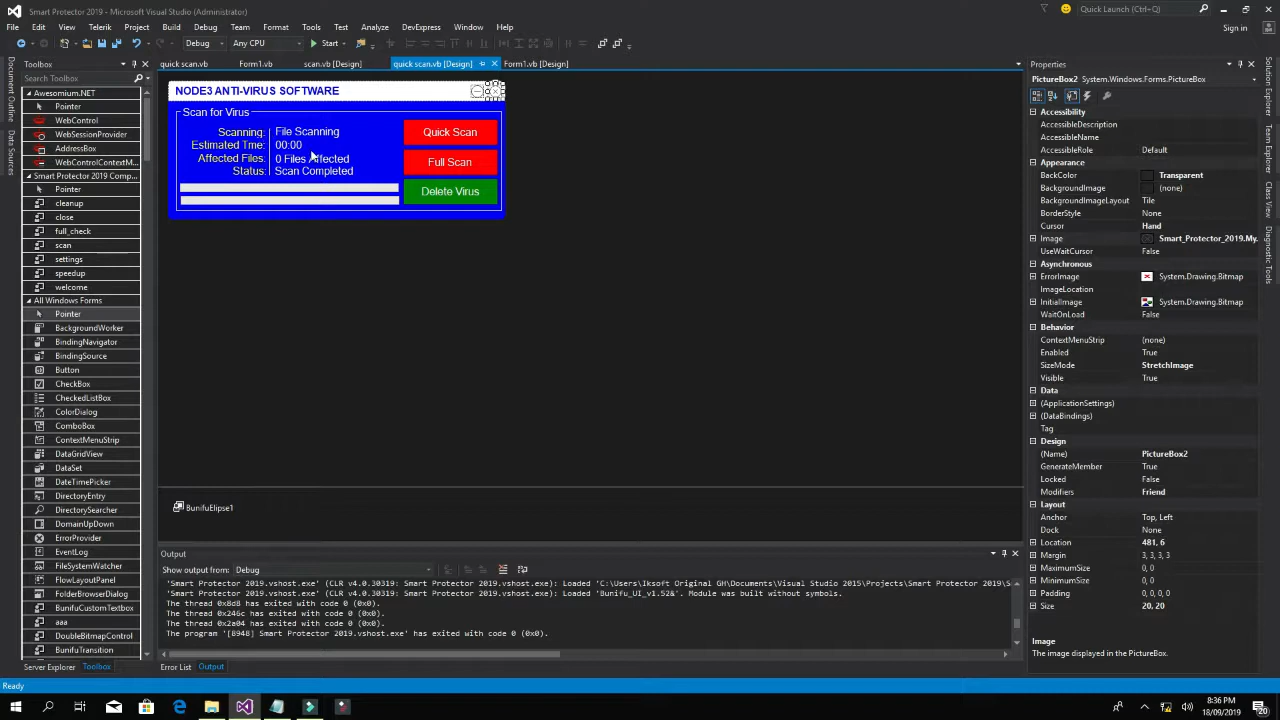 Smart Protector 2019 - Microsoft Visual Studio
Quick Launch (Ctrl+Q)
File Edit View Telerik Project Build Debug Team Format Tools Test Analyze DevExpress Window Help
Sign in
Debug Any CPU Start
Document Outline
Data Sources
Toolbox
Search Toolbox
Awesomium.NET
Pointer
WebControl
WebSessionProvider
AddressBox
WebControlContextM...
Smart Protector 2019 Comp...
Pointer
cleanup
close
full_check
scan
settings
speedup
welcome
All Windows Forms
Pointer
BackgroundWorker
BindingNavigator
BindingSource
Button
CheckBox
CheckedListBox
ColorDialog
ComboBox
ContextMenuStrip
DataGridView
DataSet
DateTimePicker
DirectoryEntry
DirectorySearcher
DomainUpDown
ErrorProvider
EventLog
FileSystemWatcher
FlowLayoutPanel
FolderBrowserDialog
BunifuCustomTextbox
aaa
DoubleBitmapControl
BunifuTransition
Server Explorer Toolbox
quick scan.vb Form1.vb scan.vb [Design] quick scan.vb [Design] Form1.vb [Design]
NODE3 ANTI-VIRUS SOFTWARE
Scan for Virus
Scanning: File Scanning
Estimated Tme: 00:00
Affected Files: 0 Files Affected
Status: Scan Completed
Quick Scan
Full Scan
Delete Virus
BunifuElipse1
Output
Show output from: Debug
'Smart Protector 2019.vshost.exe' (CLR v4.0.30319: Smart Protector 2019.vshost.exe): Loaded 'C:\Users\Iksoft Original GH\Documents\Visual Studio 2015\Projects\Smart Protector 2019\S
'Smart Protector 2019.vshost.exe' (CLR v4.0.30319: Smart Protector 2019.vshost.exe): Loaded 'Bunifu_UI_v1.52&'. Module was built without symbols.
The thread 0x8d8 has exited with code 0 (0x0).
The thread 0x246c has exited with code 0 (0x0).
The thread 0x2a04 has exited with code 0 (0x0).
The program '[8948] Smart Protector 2019.vshost.exe' has exited with code 0 (0x0).
Error List Output
Properties
PictureBox2 System.Windows.Forms.PictureBox
Accessibility
AccessibleDescription
AccessibleName
AccessibleRole Default
Appearance
BackColor Transparent
BackgroundImage (none)
BackgroundImageLayout Tile
BorderStyle None
Cursor Hand
Image Smart_Protector_2019.My.
UseWaitCursor False
Asynchronous
ErrorImage System.Drawing.Bitmap
ImageLocation
InitialImage System.Drawing.Bitmap
WaitOnLoad False
Behavior
ContextMenuStrip (none)
Enabled True
SizeMode StretchImage
Visible True
Data
(ApplicationSettings)
(DataBindings)
Tag
Design
(Name) PictureBox2
GenerateMember True
Locked False
Modifiers Friend
Layout
Anchor Top, Left
Dock None
Location 481, 6
Margin 3, 3, 3, 3
MaximumSize 0, 0
MinimumSize 0, 0
Padding 0, 0, 0, 0
Size 20, 20
Image
The image displayed in the PictureBox.
Solution Explorer
Team Explorer
Class View
Diagnostic Tools
Ready
8:36 PM
18/09/2019
20